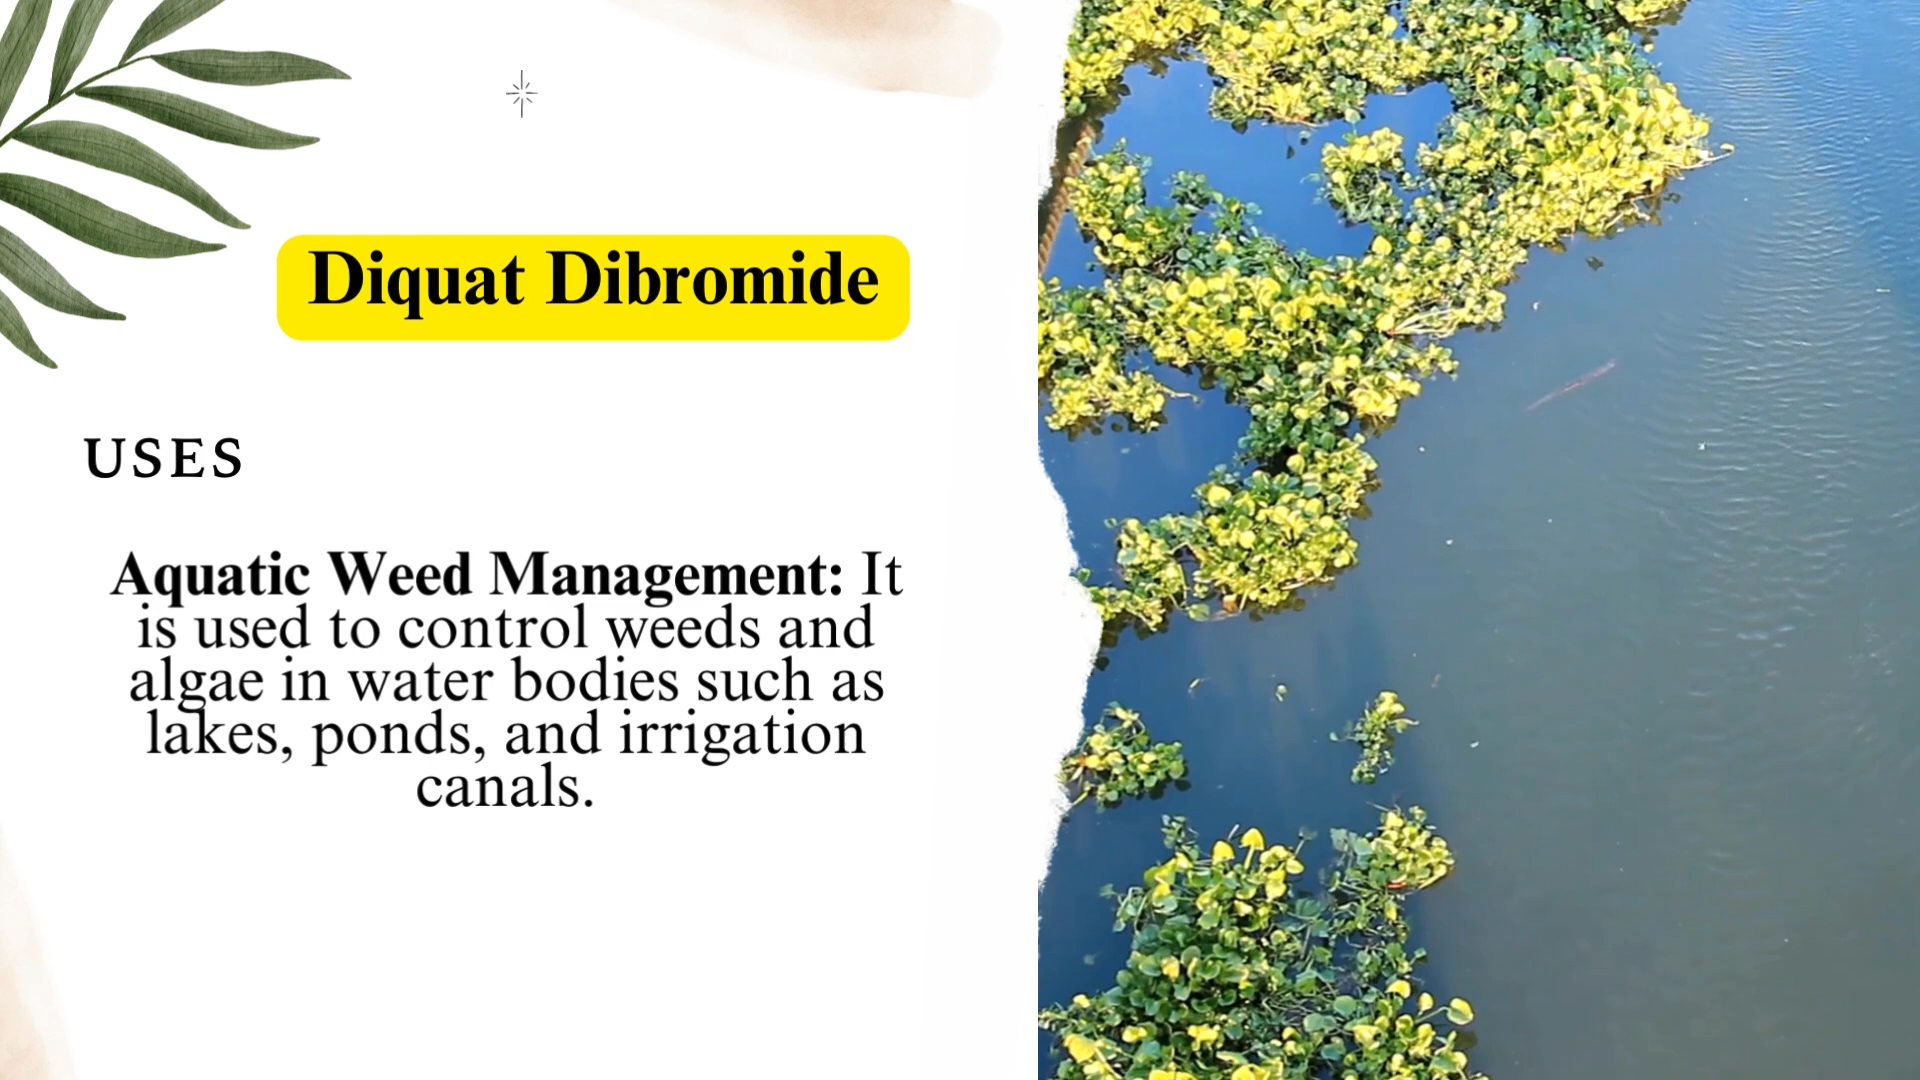 Diquat Dibromide
USES
Aquatic Weed Management: It
is used to control weeds and
algae in water bodies such as
lakes, ponds, and irrigation
canals.